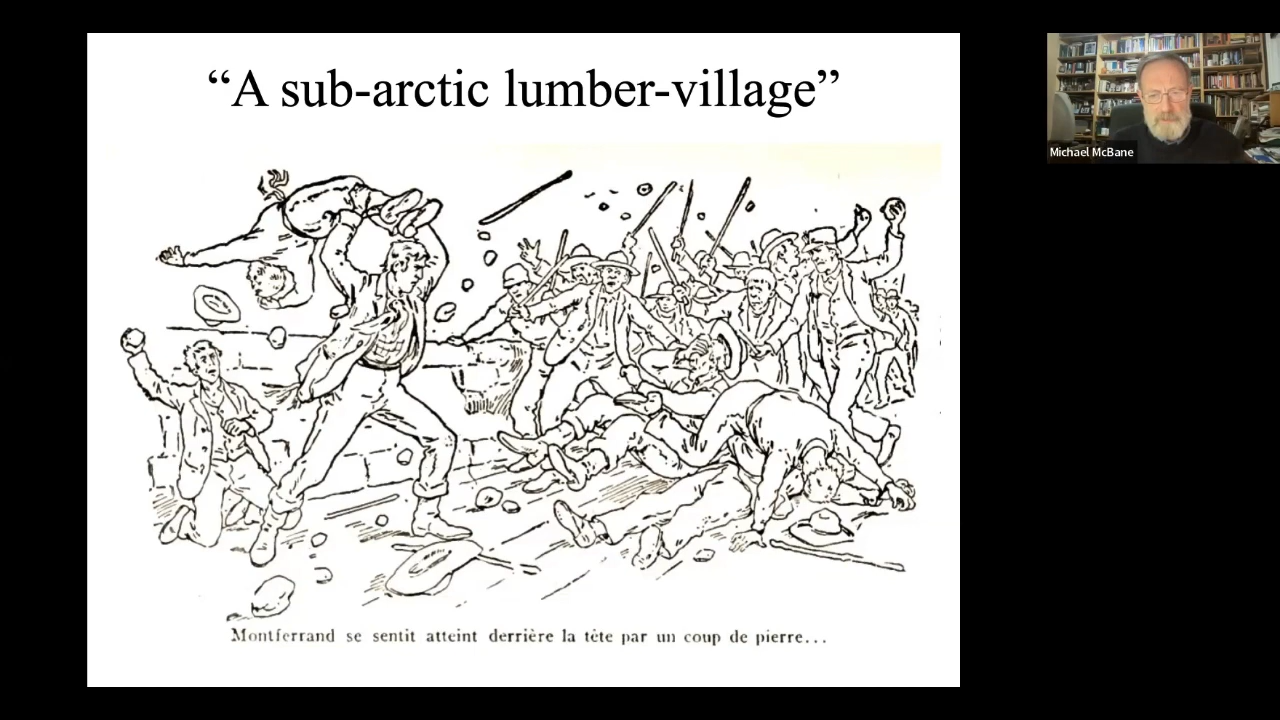 “A sub-arctic lumber-village”
Michael McBane
Montferrand se sentit atteint derrière la tête par un coup de pierre...